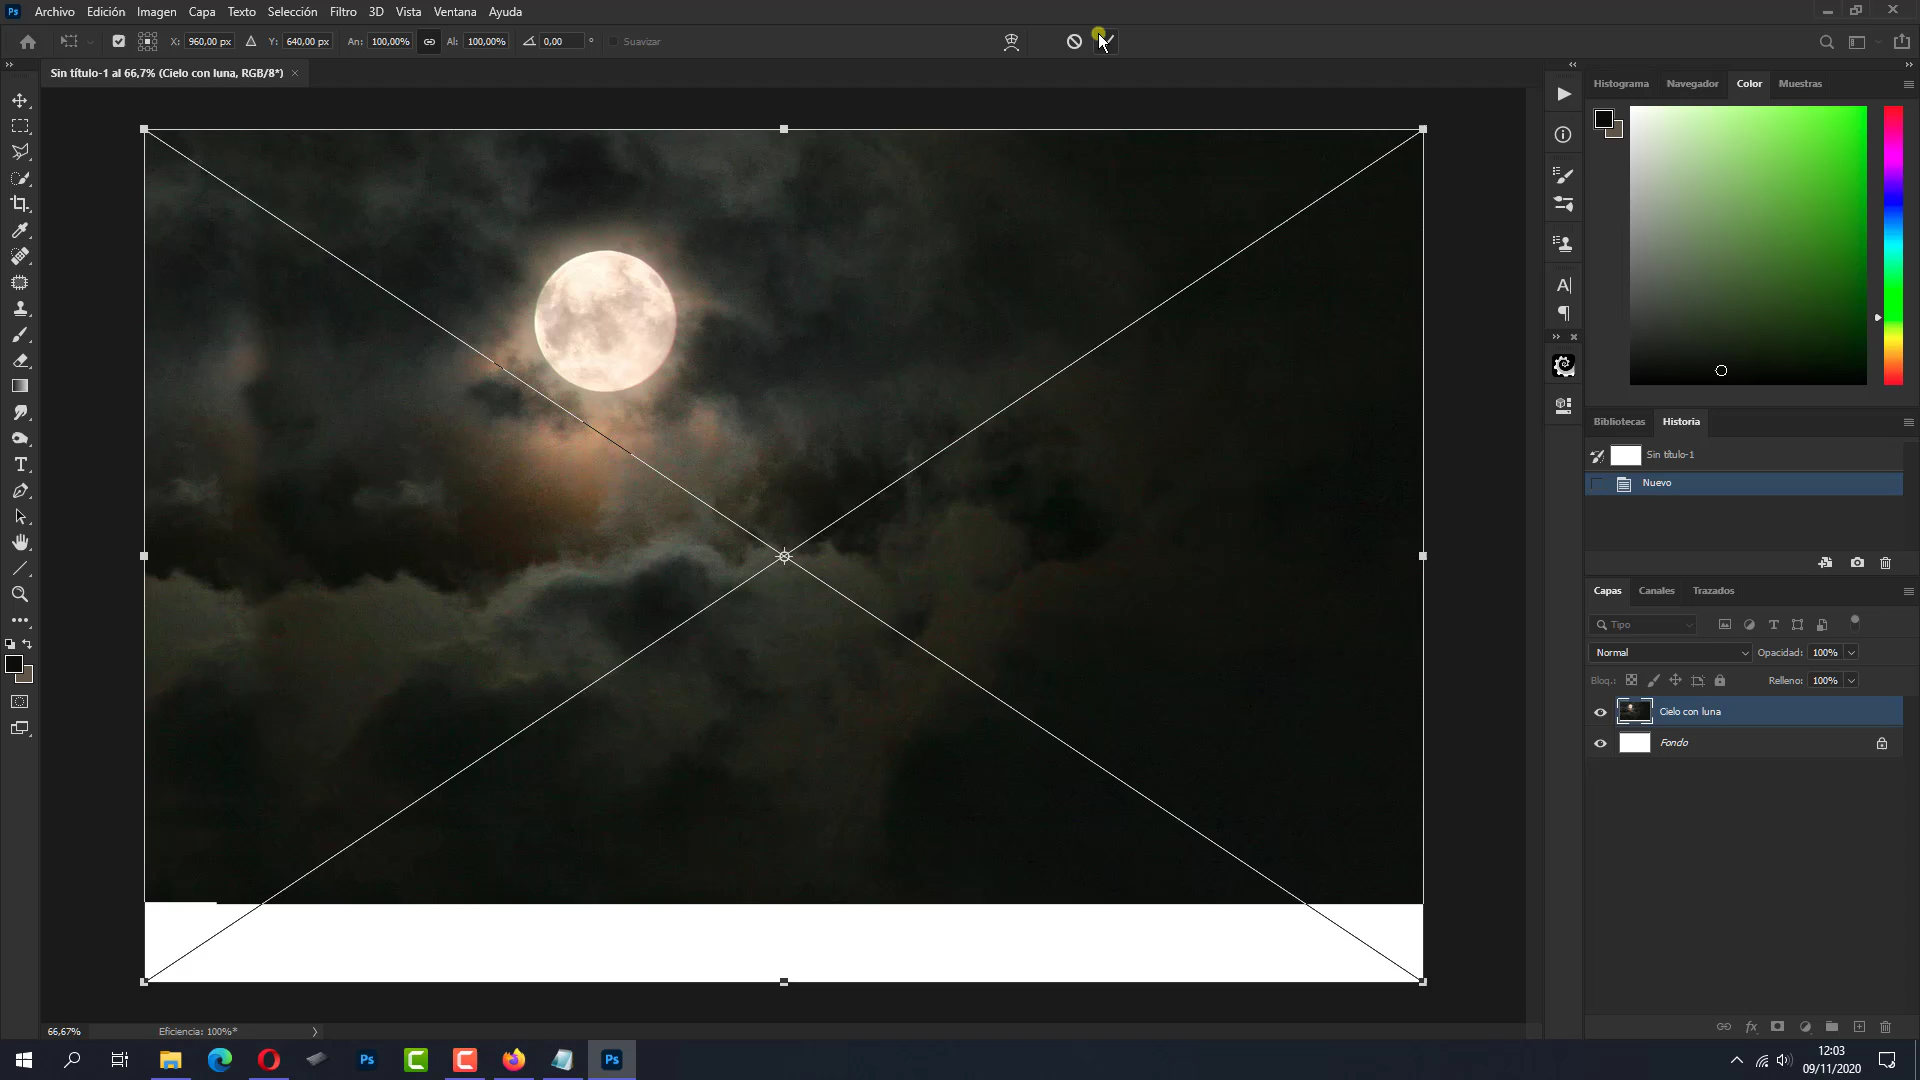 Ps Archivo Edición Imagen Capa Texto Selección Filtro 3D Vista Ventana Ayuda
X: 960,00 px Y: 640,00 px An: 100,00% Al: 100,00% 0,00 ° Suavizar
Sin título-1 al 66,7% (Cielo con luna, RGB/8*) ×
Histograma Navegador Color Muestras
Bibliotecas Historia
Sin título-1
Nuevo
Capas Canales Trazados
Tipo
Normal Opacidad: 100%
Bloq.: Relleno: 100%
Cielo con luna
Fondo
66,67% Eficiencia: 100%*
Ps Ps
12:03
09/11/2020